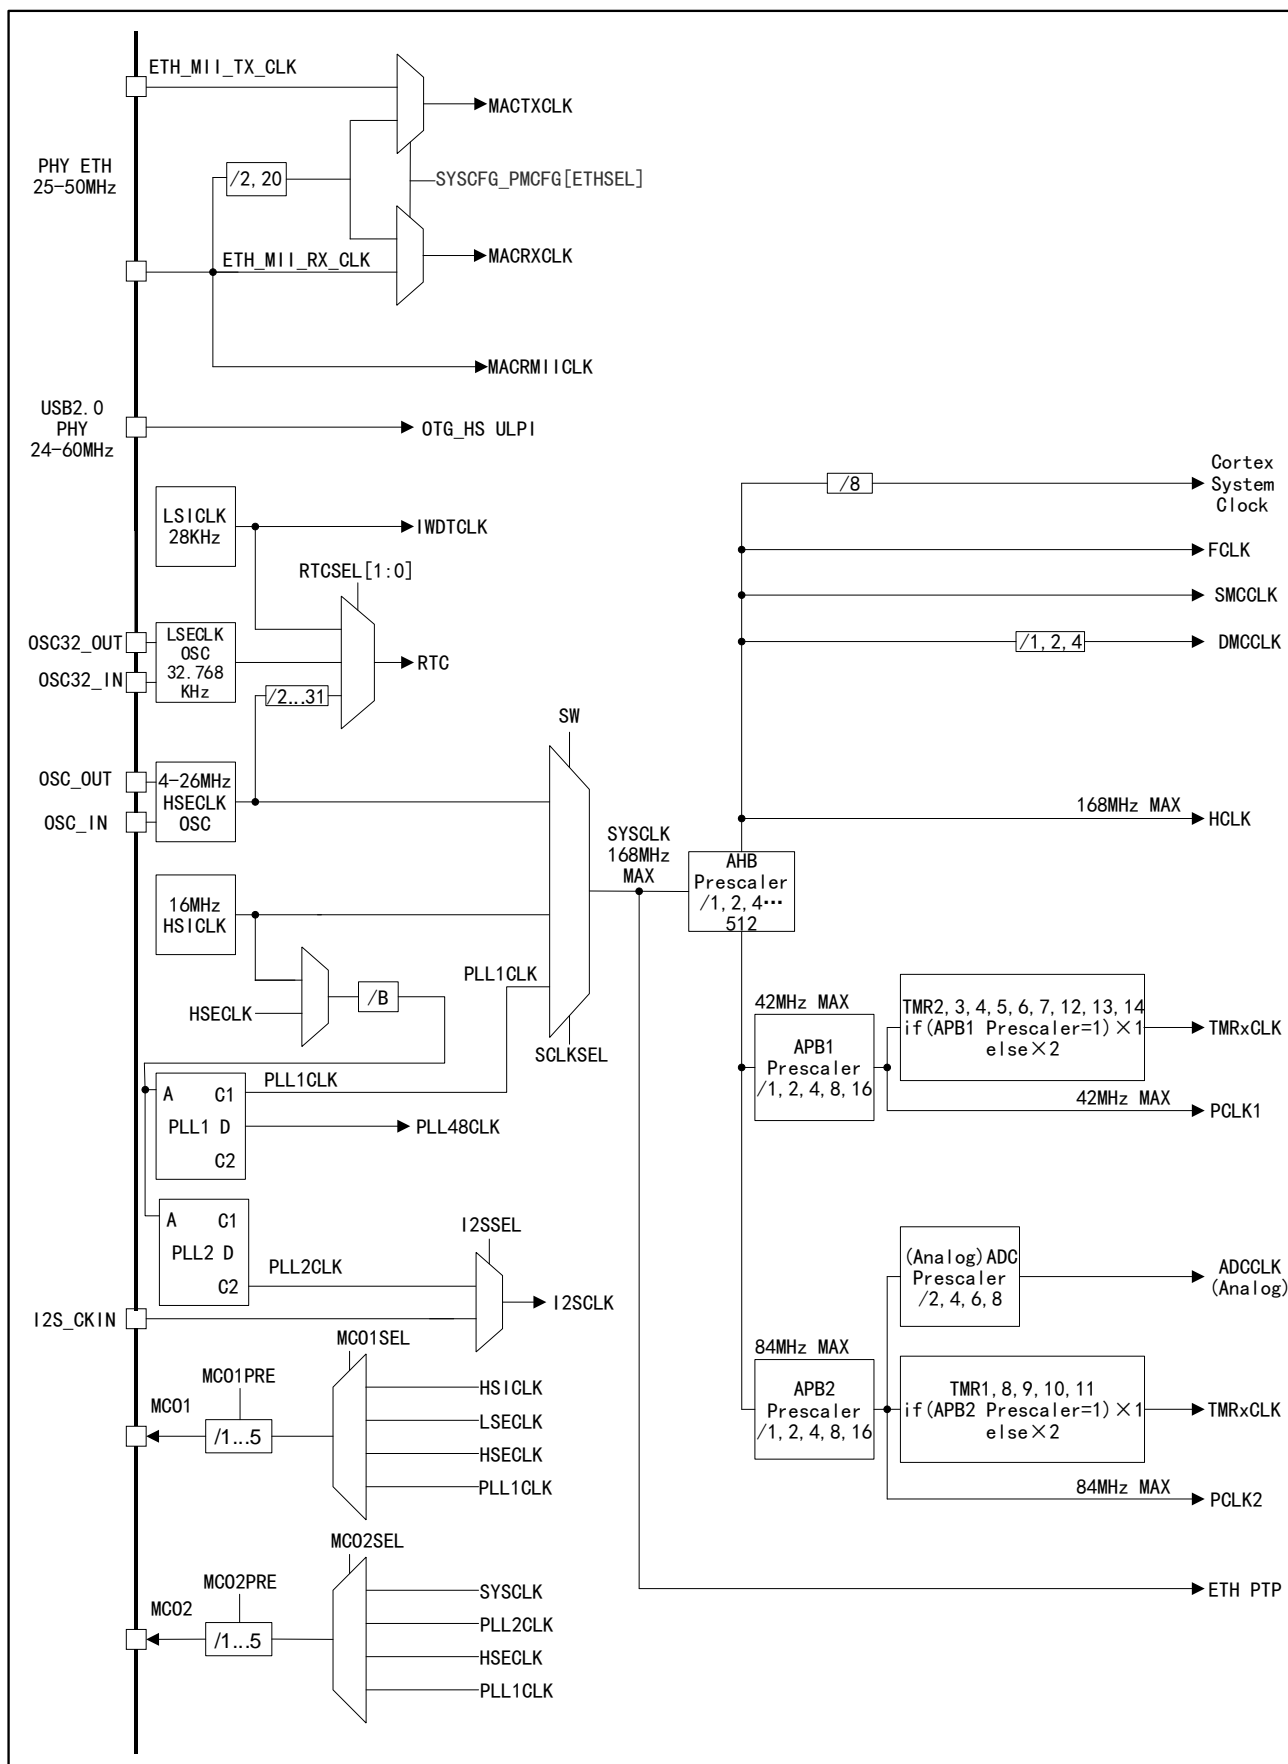 ETH_MII_TX_CLK
MACTXCLK
PHY ETH
25-50MHz
/2,20
SYSCFG_PMCFG[ETHSEL]
ETH_MII_RX_CLK
MACRXCLK
MACRMIICLK
USB2.0
PHY
24-60MHz
OTG_HS ULPI
Cortex
System
Clock
/8
LSICLK
28KHz
IWDTCLK
FCLK
RTCSEL[1:0]
SMCCLK
OSC32_OUT
OSC32_IN
LSECLK
OSC
32.768
KHz
RTC
/1,2,4
DMCCLK
/2...31
SW
OSC_OUT
OSC_IN
4-26MHz
HSECLK
OSC
168MHz MAX
HCLK
SYSCLK
168MHz
MAX
AHB
Prescaler
/1,2,4…
512
16MHz
HSICLK
PLL1CLK
HSECLK
/B
SCLKSEL
42MHz MAX
APB1
Prescaler
/1,2,4,8,16
TMR2,3,4,5,6,7,12,13,14
if(APB1 Prescaler=1)×1
else×2
TMRxCLK
42MHz MAX
PCLK1
A
C1
PLL1 D
C2
PLL1CLK
PLL48CLK
A
C1
PLL2 D
C2
PLL2CLK
I2SSEL
I2SCLK
I2S_CKIN
(Analog)ADC
Prescaler
/2,4,6,8
ADCCLK
(Analog)
84MHz MAX
APB2
Prescaler
/1,2,4,8,16
TMR1,8,9,10,11
if(APB2 Prescaler=1)×1
else×2
TMRxCLK
84MHz MAX
PCLK2
MCO1SEL
MCO1PRE
MCO1
/1...5
HSICLK
LSECLK
HSECLK
PLL1CLK
MCO2SEL
MCO2PRE
MCO2
/1...5
SYSCLK
PLL2CLK
HSECLK
PLL1CLK
ETH PTP